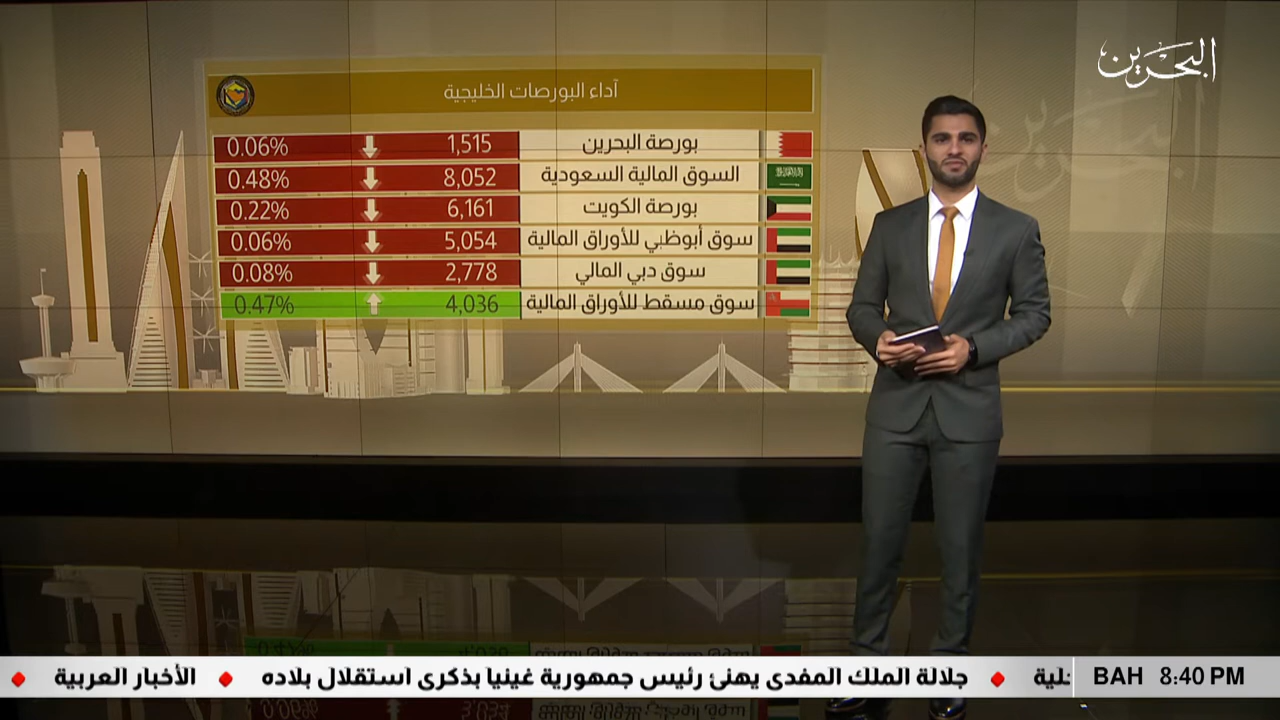 البحرين
آداء البورصات الخليجية
بورصة البحرين 1,515 0.06%
السوق المالية السعودية 8,052 0.48%
بورصة الكويت 6,161 0.22%
سوق أبوظبي للأوراق المالية 5,054 0.06%
سوق دبي المالي 2,778 0.08%
سوق مسقط للأوراق المالية 4,036 0.47%
BAH 8:40 PM
جلالة الملك المفدى يهنئ رئيس جمهورية غينيا بذكرى استقلال بلاده
الأخبار العربية